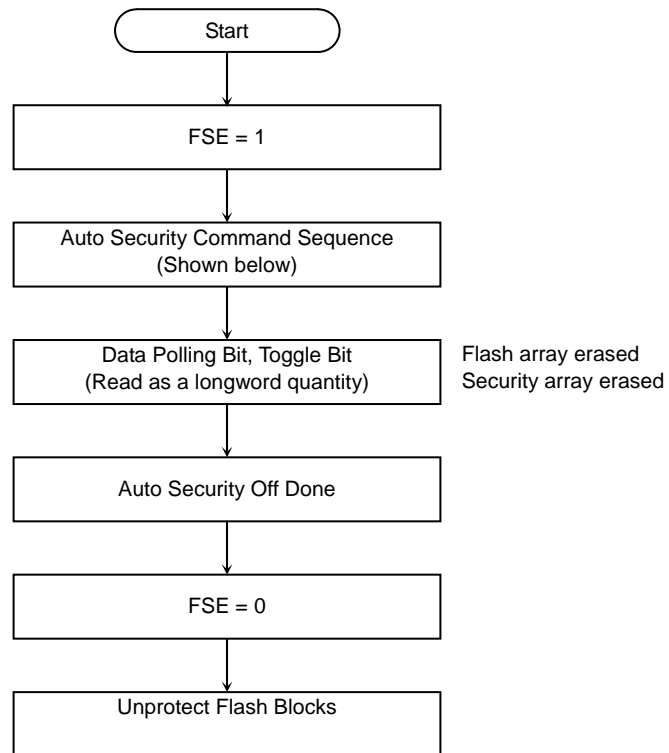 Start
FSE = 1
Auto Security Command Sequence
(Shown below)
Data Polling Bit, Toggle Bit
(Read as a longword quantity)
Flash array erased
Security array erased
Auto Security Off Done
FSE = 0
Unprotect Flash Blocks